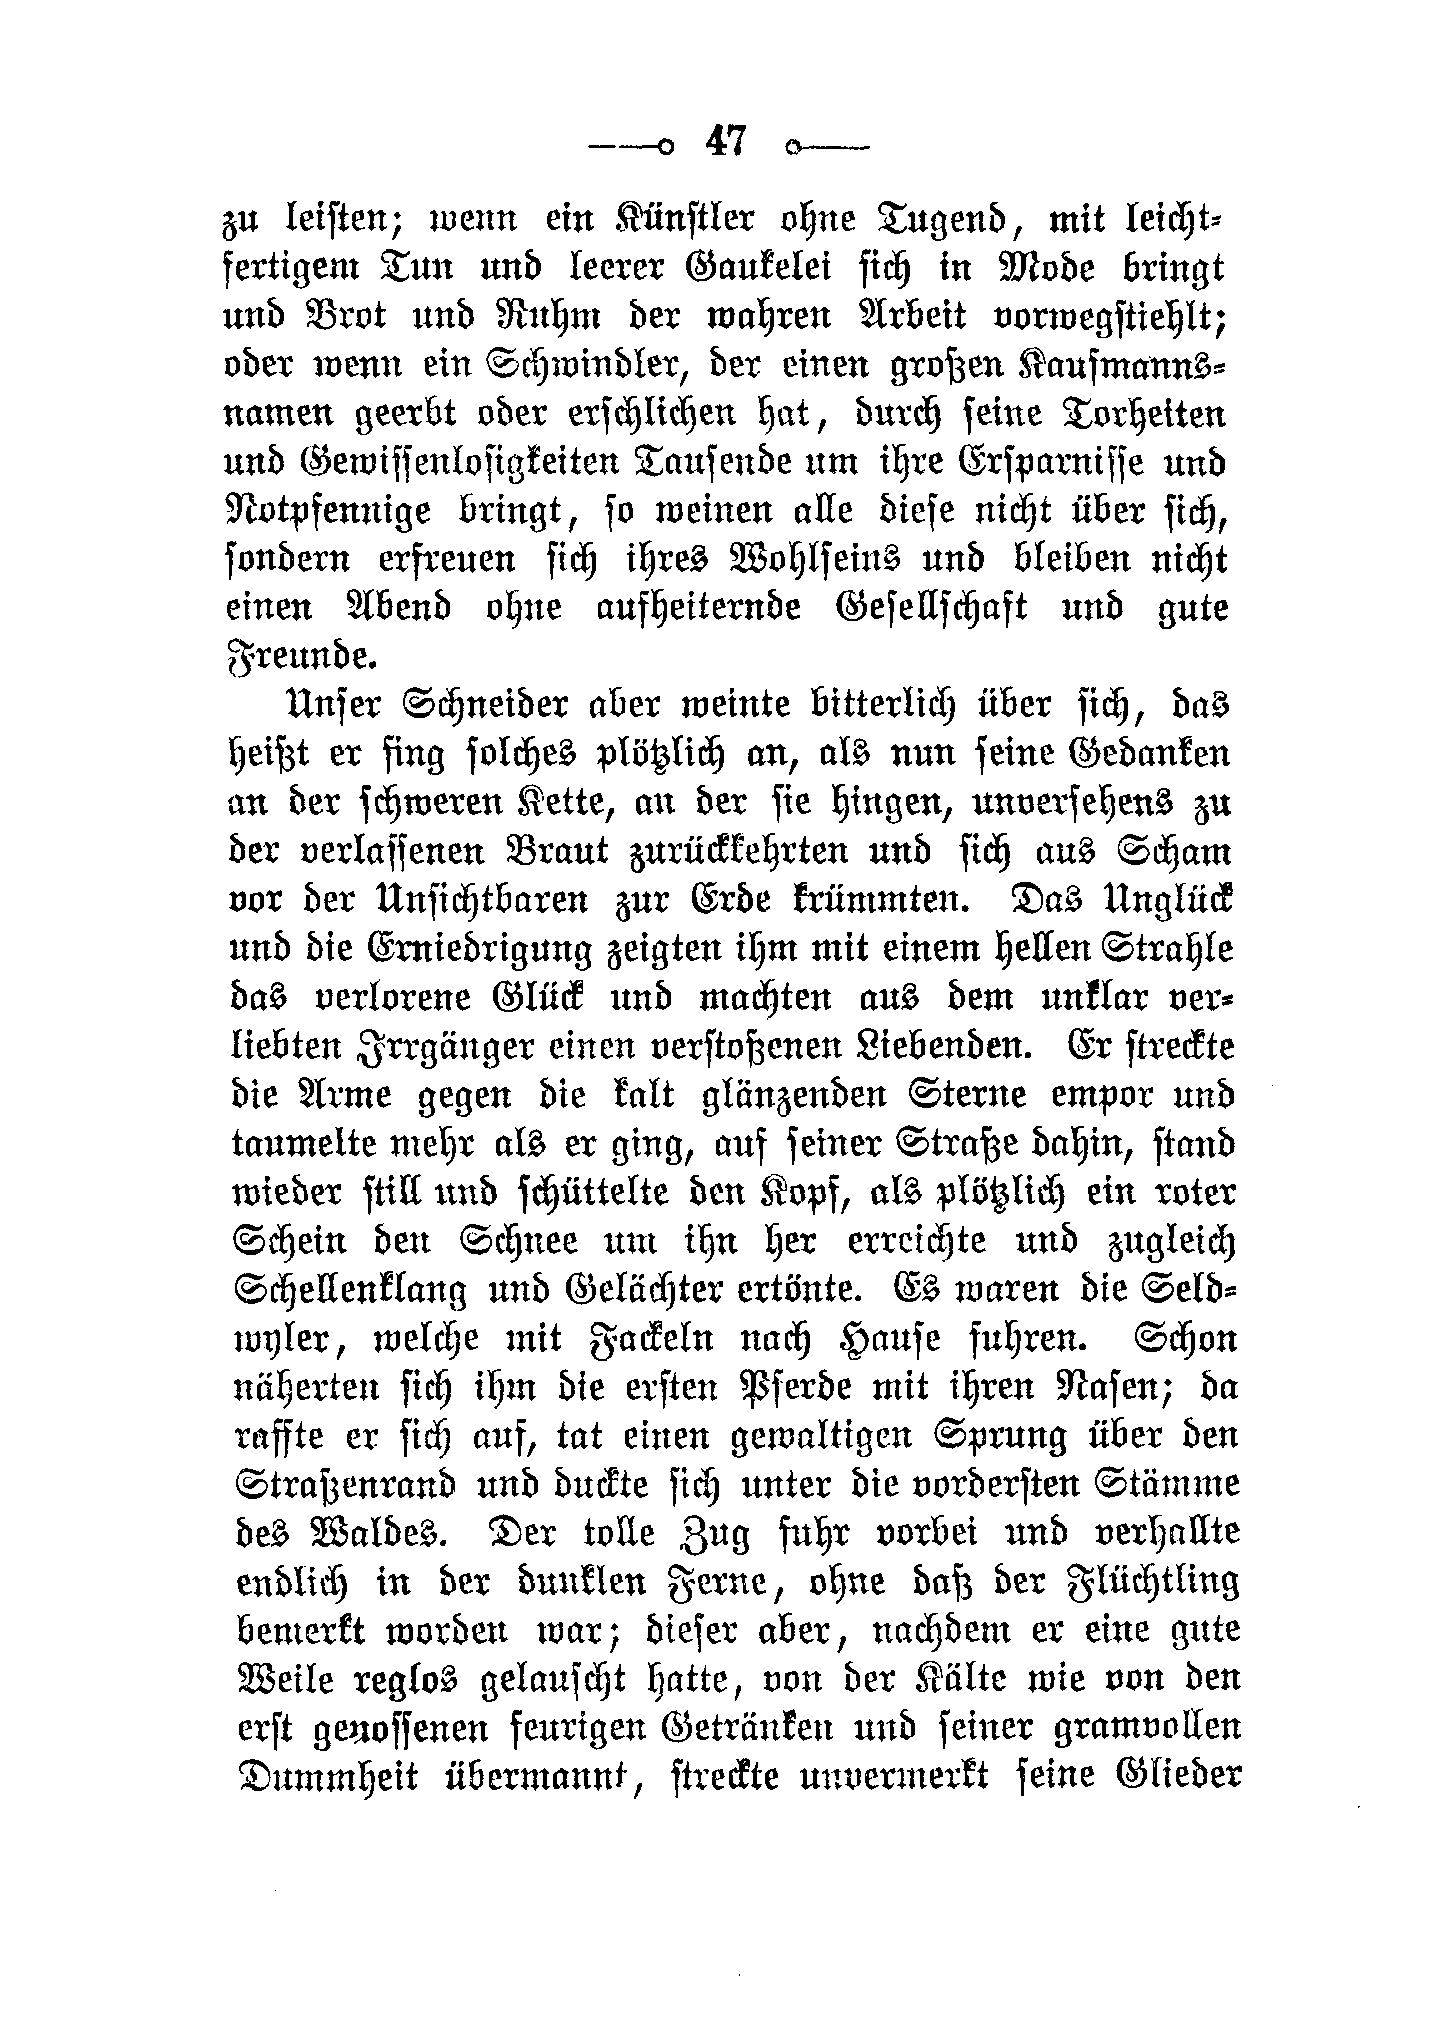 47
zu leisten; wenn ein Künstler ohne Tugend, mit leicht-
fertigem Tun und leerer Gaukelei sich in Mode bringt
und Brot und Ruhm der wahren Arbeit vorwegstiehlt;
oder wenn ein Schwindler, der einen großen Kaufmanns-
namen geerbt oder erschlichen hat, durch seine Torheiten
und Gewissenlosigkeiten Tausende um ihre Ersparnisse und
Notpfennige bringt, so weinen alle diese nicht über sich,
sondern erfreuen sich ihres Wohlseins und bleiben nicht
einen Abend ohne aufheiternde Gesellschaft und gute
Freunde.
Unser Schneider aber weinte bitterlich über sich, das
heißt er fing solches plötzlich an, als nun seine Gedanken
an der schweren Kette, an der sie hingen, unversehens zu
der verlassenen Braut zurückkehrten und sich aus Scham
vor der Unsichtbaren zur Erde krümmten. Das Unglück
und die Erniedrigung zeigten ihm mit einem hellen Strahle
das verlorene Glück und machten aus dem unklar ver-
liebten Irrgänger einen verstoßenen Liebenden. Er streckte
die Arme gegen die kalt glänzenden Sterne empor und
taumelte mehr als er ging, auf seiner Straße dahin, stand
wieder still und schüttelte den Kopf, als plötzlich ein roter
Schein den Schnee um ihn her erreichte und zugleich
Schellenklang und Gelächter ertönte. Es waren die Seld-
wyler, welche mit Fackeln nach Hause fuhren. Schon
näherten sich ihm die ersten Pferde mit ihren Nasen; da
raffte er sich auf, tat einen gewaltigen Sprung über den
Straßenrand und duckte sich unter die vordersten Stämme
des Waldes. Der tolle Zug fuhr vorbei und verhallte
endlich in der dunklen Ferne, ohne daß der Flüchtling
bemerkt worden war; dieser aber, nachdem er eine gute
Weile reglos gelauscht hatte, von der Kälte wie von den
erst genossenen feurigen Getränken und seiner gramvollen
Dummheit übermannt, streckte unvermerkt seine Glieder